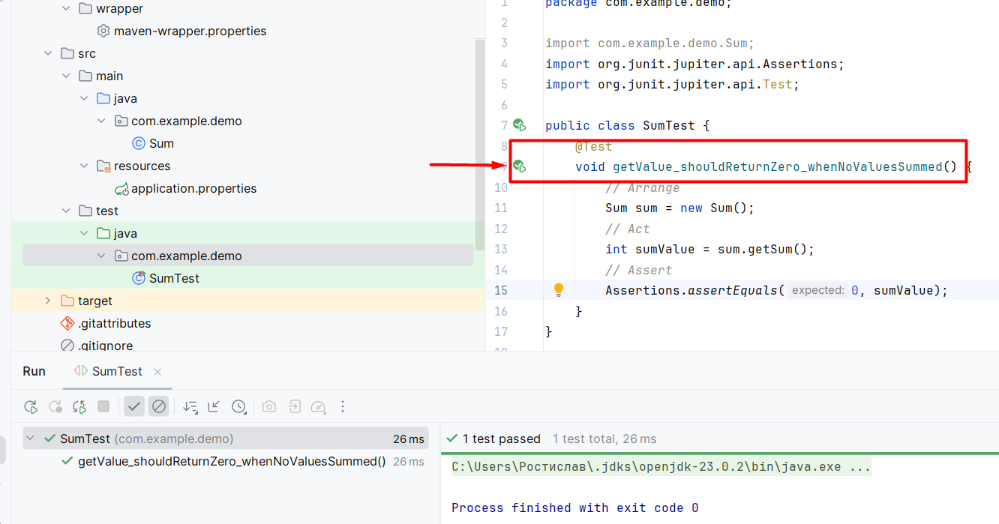 wrapper
maven-wrapper.properties
src
main
java
com.example.demo
Sum
resources
application.properties
test
java
com.example.demo
SumTest
target
.gitattributes
.gitignore
1 package com.example.demo;
2
3 import com.example.demo.Sum;
4 import org.junit.jupiter.api.Assertions;
5 import org.junit.jupiter.api.Test;
6
7 public class SumTest {
8 @Test
9 void getValue_shouldReturnZero_whenNoValuesSummed() {
10 // Arrange
11 Sum sum = new Sum();
12 // Act
13 int sumValue = sum.getSum();
14 // Assert
15 Assertions.assertEquals( expected: 0, sumValue);
16 }
17 }
18
Run SumTest
SumTest (com.example.demo) 26 ms
getValue_shouldReturnZero_whenNoValuesSummed() 26 ms
1 test passed 1 test total, 26 ms
C:\Users\Ростислав\.jdks\openjdk-23.0.2\bin\java.exe ...
Process finished with exit code 0